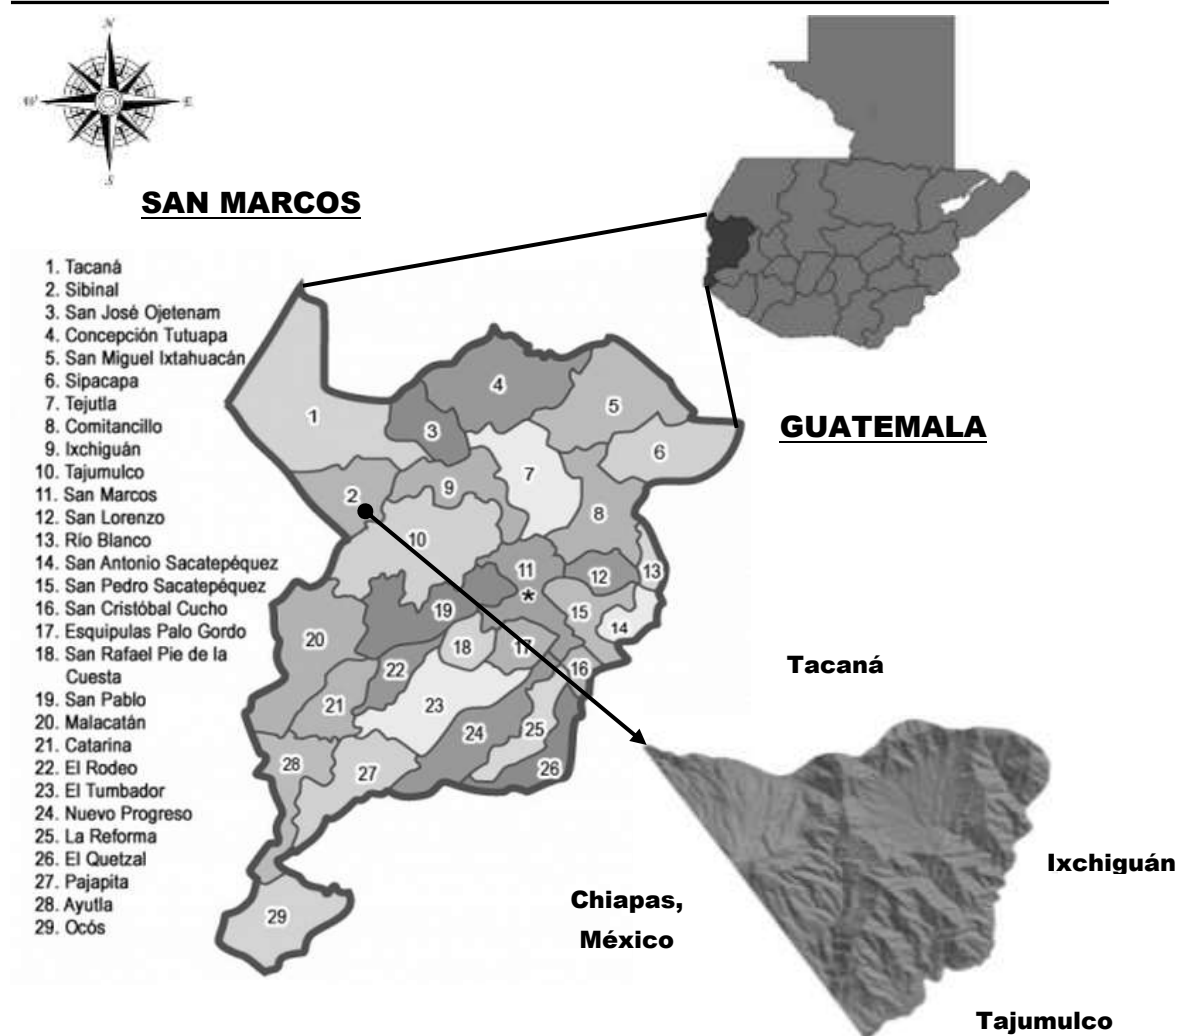 N
W
E
S
SAN MARCOS
1. Tacaná
2. Sibinal
3. San José Ojetenam
4. Concepción Tutuapa
5. San Miguel Ixtahuacán
6. Sipacapa
7. Tejutla
8. Comitancillo
9. Ixchiguán
10. Tajumulco
11. San Marcos
12. San Lorenzo
13. Río Blanco
14. San Antonio Sacatepéquez
15. San Pedro Sacatepéquez
16. San Cristóbal Cucho
17. Esquipulas Palo Gordo
18. San Rafael Pie de la
Cuesta
19. San Pablo
20. Malacatán
21. Catarina
22. El Rodeo
23. El Tumbador
24. Nuevo Progreso
25. La Reforma
26. El Quetzal
27. Pajapita
28. Ayutla
29. Ocós
1
2
3
4
5
6
7
8
9
10
11
*
12
13
14
15
16
17
18
19
20
21
22
23
24
25
26
27
28
29
GUATEMALA
Tacaná
Ixchiguán
Chiapas,
México
Tajumulco